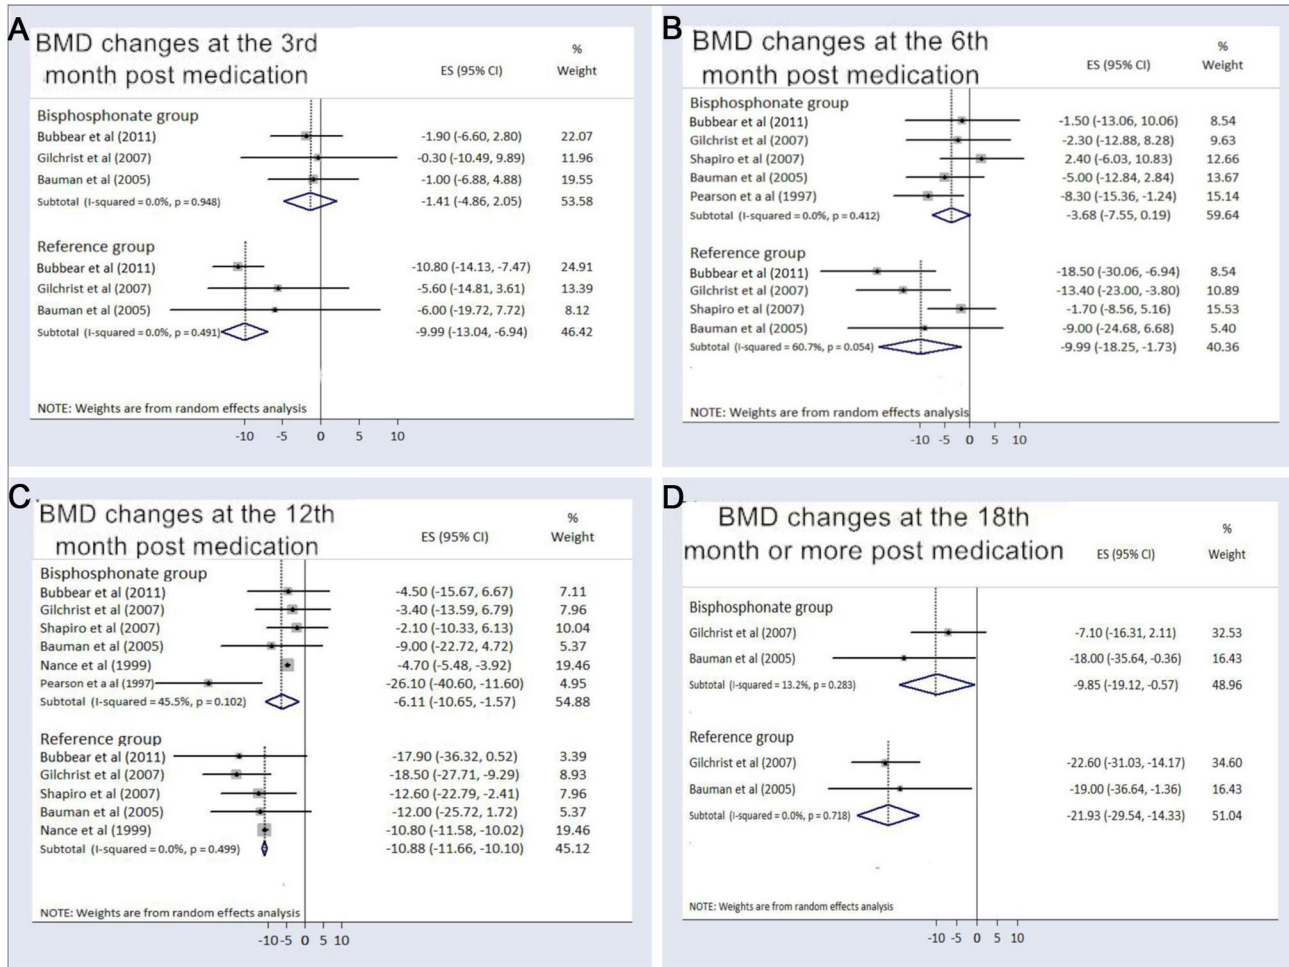 A
BMD changes at the 3rd
month post medication
ES (95% CI)
%
Weight
Bisphosphonate group
Bubbear et al (2011) -1.90 (-6.60, 2.80) 22.07
Gilchrist et al (2007) -0.30 (-10.49, 9.89) 11.96
Bauman et al (2005) -1.00 (-6.88, 4.88) 19.55
Subtotal (I-squared = 0.0%, p = 0.948) -1.41 (-4.86, 2.05) 53.58
Reference group
Bubbear et al (2011) -10.80 (-14.13, -7.47) 24.91
Gilchrist et al (2007) -5.60 (-14.81, 3.61) 13.39
Bauman et al (2005) -6.00 (-19.72, 7.72) 8.12
Subtotal (I-squared = 0.0%, p = 0.491) -9.99 (-13.04, -6.94) 46.42
NOTE: Weights are from random effects analysis
-10 -5 0 5 10
B
BMD changes at the 6th
month post medication
ES (95% CI)
%
Weight
Bisphosphonate group
Bubbear et al (2011) -1.50 (-13.06, 10.06) 8.54
Gilchrist et al (2007) -2.30 (-12.88, 8.28) 9.63
Shapiro et al (2007) 2.40 (-6.03, 10.83) 12.66
Bauman et al (2005) -5.00 (-12.84, 2.84) 13.67
Pearson et a al (1997) -8.30 (-15.36, -1.24) 15.14
Subtotal (I-squared = 0.0%, p = 0.412) -3.68 (-7.55, 0.19) 59.64
Reference group
Bubbear et al (2011) -18.50 (-30.06, -6.94) 8.54
Gilchrist et al (2007) -13.40 (-23.00, -3.80) 10.89
Shapiro et al (2007) -1.70 (-8.56, 5.16) 15.53
Bauman et al (2005) -9.00 (-24.68, 6.68) 5.40
Subtotal (I-squared = 60.7%, p = 0.054) -9.99 (-18.25, -1.73) 40.36
NOTE: Weights are from random effects analysis
-10 -5 0 5 10
C
BMD changes at the 12th
month post medication
ES (95% CI)
%
Weight
Bisphosphonate group
Bubbear et al (2011) -4.50 (-15.67, 6.67) 7.11
Gilchrist et al (2007) -3.40 (-13.59, 6.79) 7.96
Shapiro et al (2007) -2.10 (-10.33, 6.13) 10.04
Bauman et al (2005) -9.00 (-22.72, 4.72) 5.37
Nance et al (1999) -4.70 (-5.48, -3.92) 19.46
Pearson et a al (1997) -26.10 (-40.60, -11.60) 4.95
Subtotal (I-squared = 45.5%, p = 0.102) -6.11 (-10.65, -1.57) 54.88
Reference group
Bubbear et al (2011) -17.90 (-36.32, 0.52) 3.39
Gilchrist et al (2007) -18.50 (-27.71, -9.29) 8.93
Shapiro et al (2007) -12.60 (-22.79, -2.41) 7.96
Bauman et al (2005) -12.00 (-25.72, 1.72) 5.37
Nance et al (1999) -10.80 (-11.58, -10.02) 19.46
Subtotal (I-squared = 0.0%, p = 0.499) -10.88 (-11.66, -10.10) 45.12
NOTE: Weights are from random effects analysis
-10 -5 0 5 10
D
BMD changes at the 18th
month or more post medication
ES (95% CI)
%
Weight
Bisphosphonate group
Gilchrist et al (2007) -7.10 (-16.31, 2.11) 32.53
Bauman et al (2005) -18.00 (-35.64, -0.36) 16.43
Subtotal (I-squared = 13.2%, p = 0.283) -9.85 (-19.12, -0.57) 48.96
Reference group
Gilchrist et al (2007) -22.60 (-31.03, -14.17) 34.60
Bauman et al (2005) -19.00 (-36.64, -1.36) 16.43
Subtotal (I-squared = 0.0%, p = 0.718) -21.93 (-29.54, -14.33) 51.04
NOTE: Weights are from random effects analysis
-10 -5 0 5 10